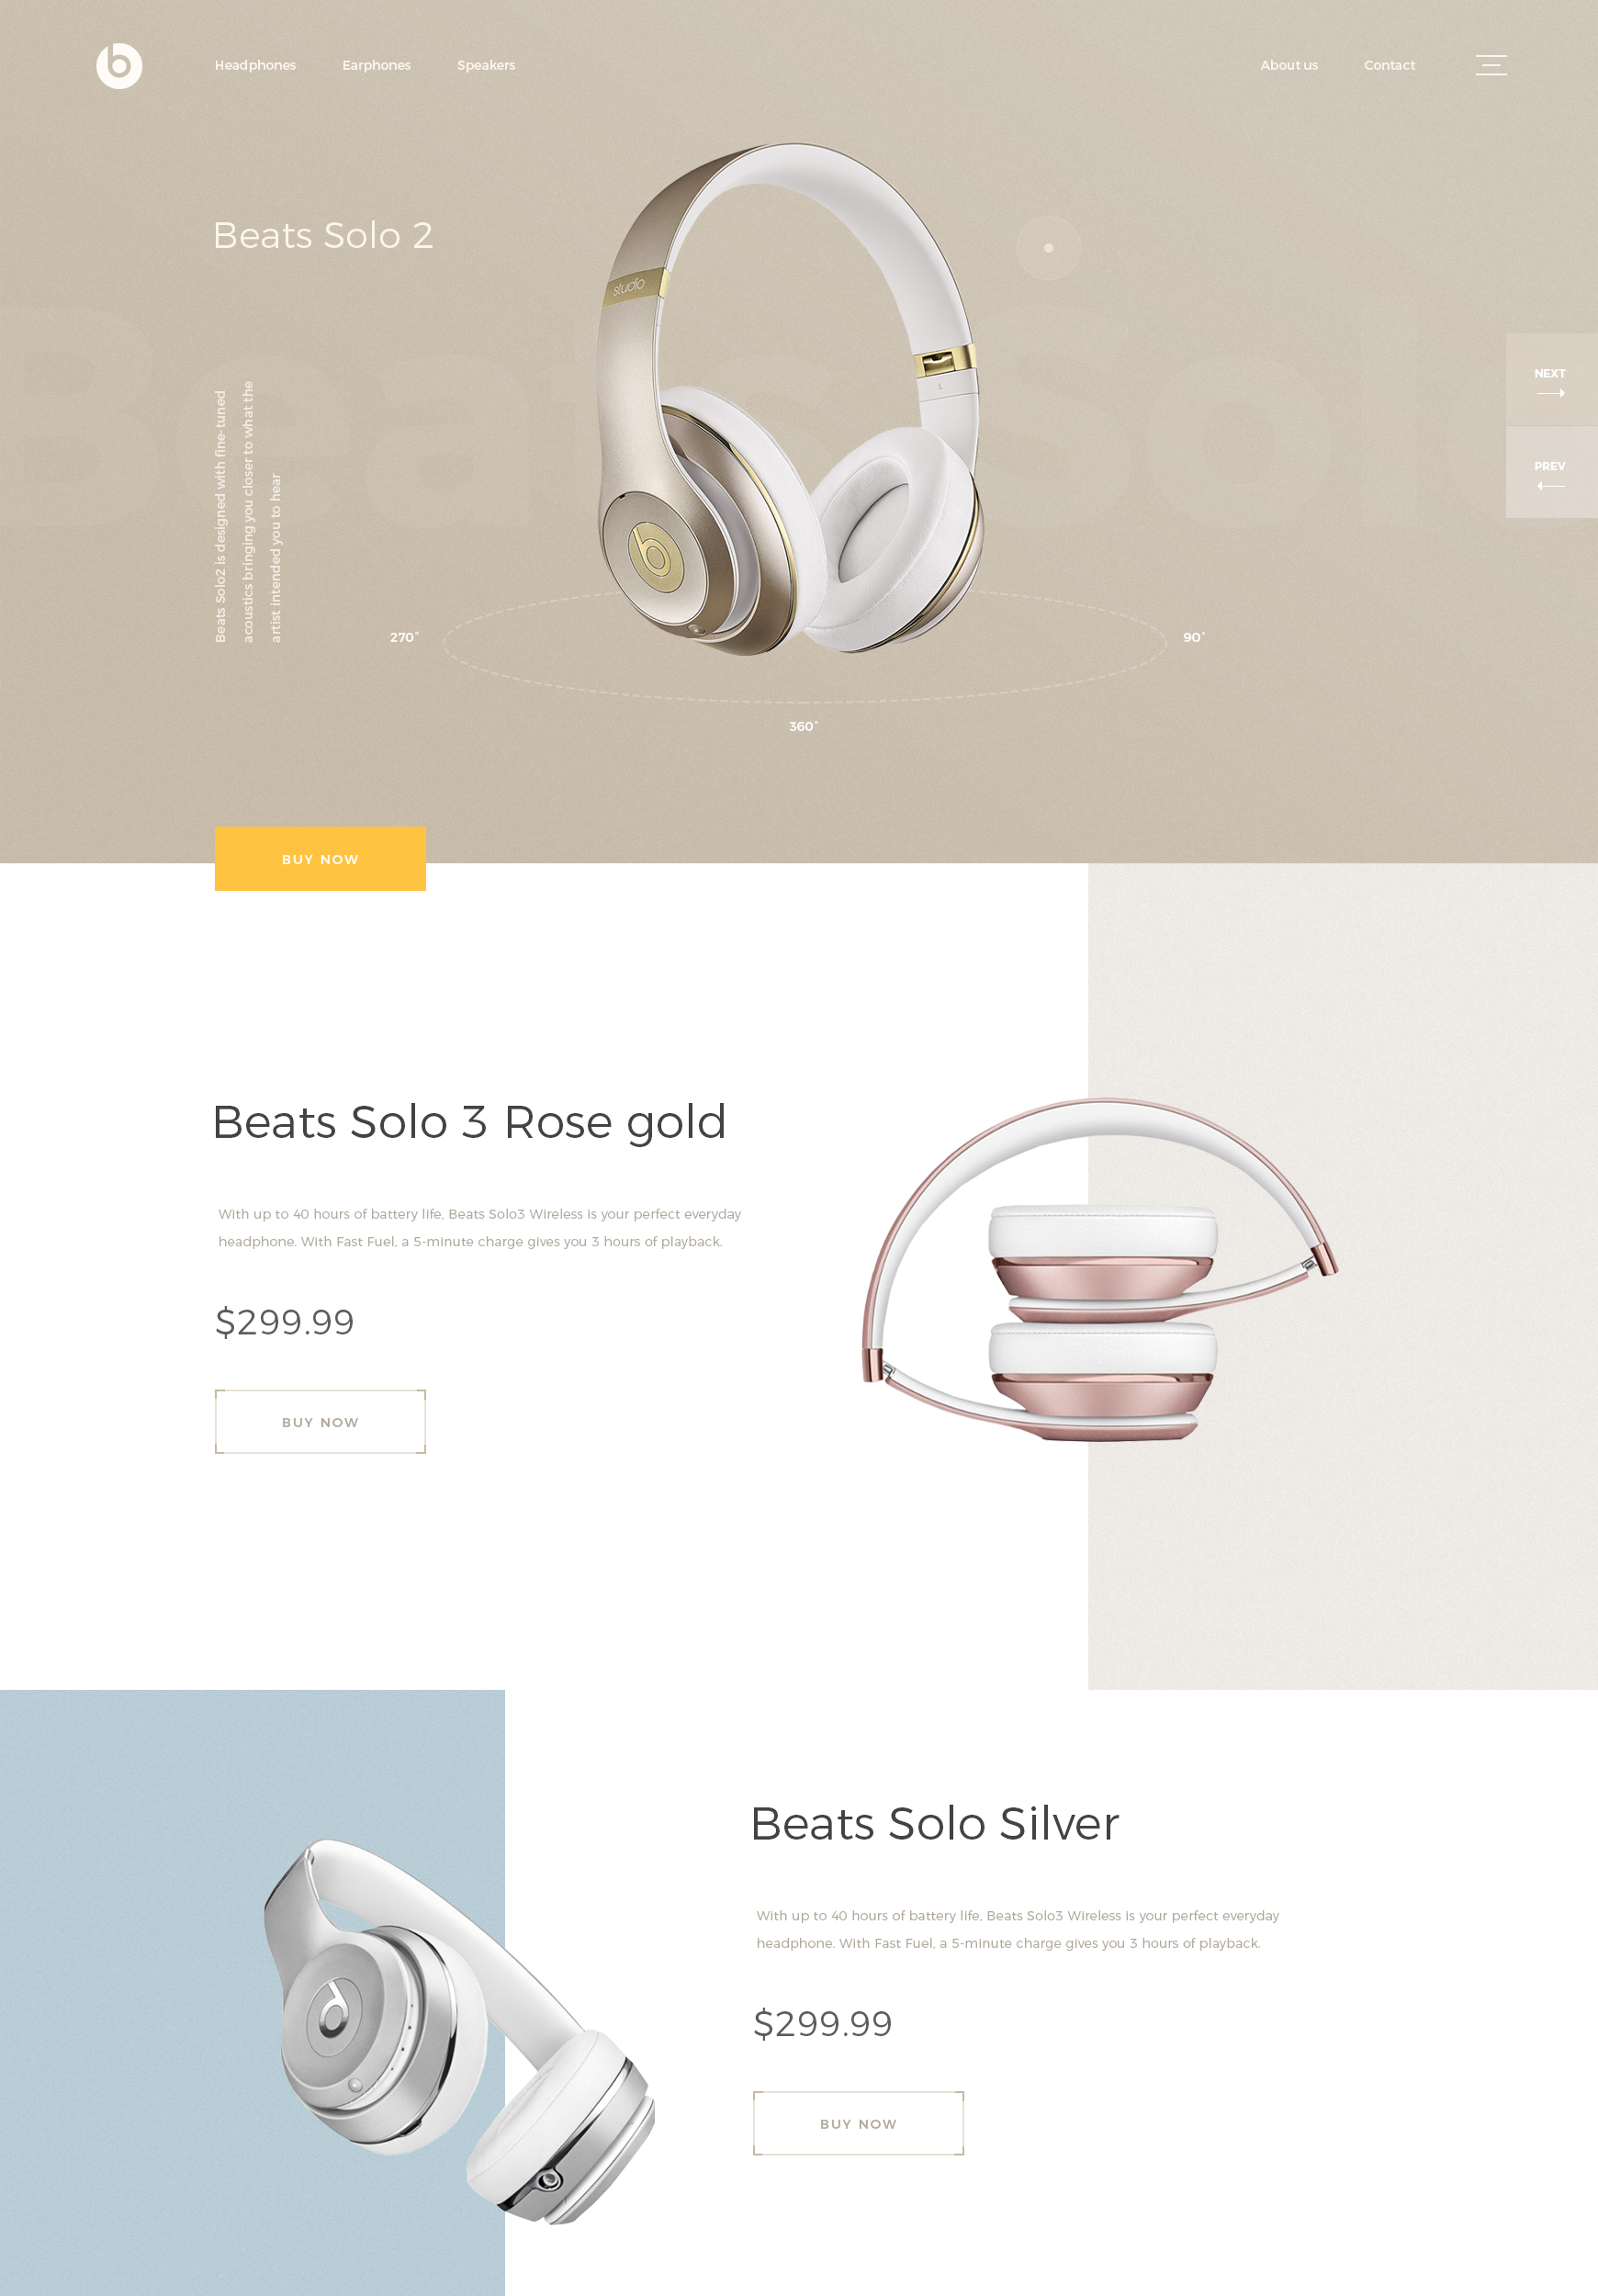 b
Headphones
Earphones
Speakers
About us
Contact
Beats Solo 2
studio
Beats Sol
NEXT
PREV
L
Beats Solo2 is designed with fine-tuned
acoustics bringing you closer to what the
artist intended you to hear
270°
90°
360°
BUY NOW
Beats Solo 3 Rose gold
With up to 40 hours of battery life, Beats Solo3 Wireless is your perfect everyday
headphone. With Fast Fuel, a 5-minute charge gives you 3 hours of playback.
$299.99
BUY NOW
Beats Solo Silver
With up to 40 hours of battery life, Beats Solo3 Wireless is your perfect everyday
headphone. With Fast Fuel, a 5-minute charge gives you 3 hours of playback.
$299.99
BUY NOW